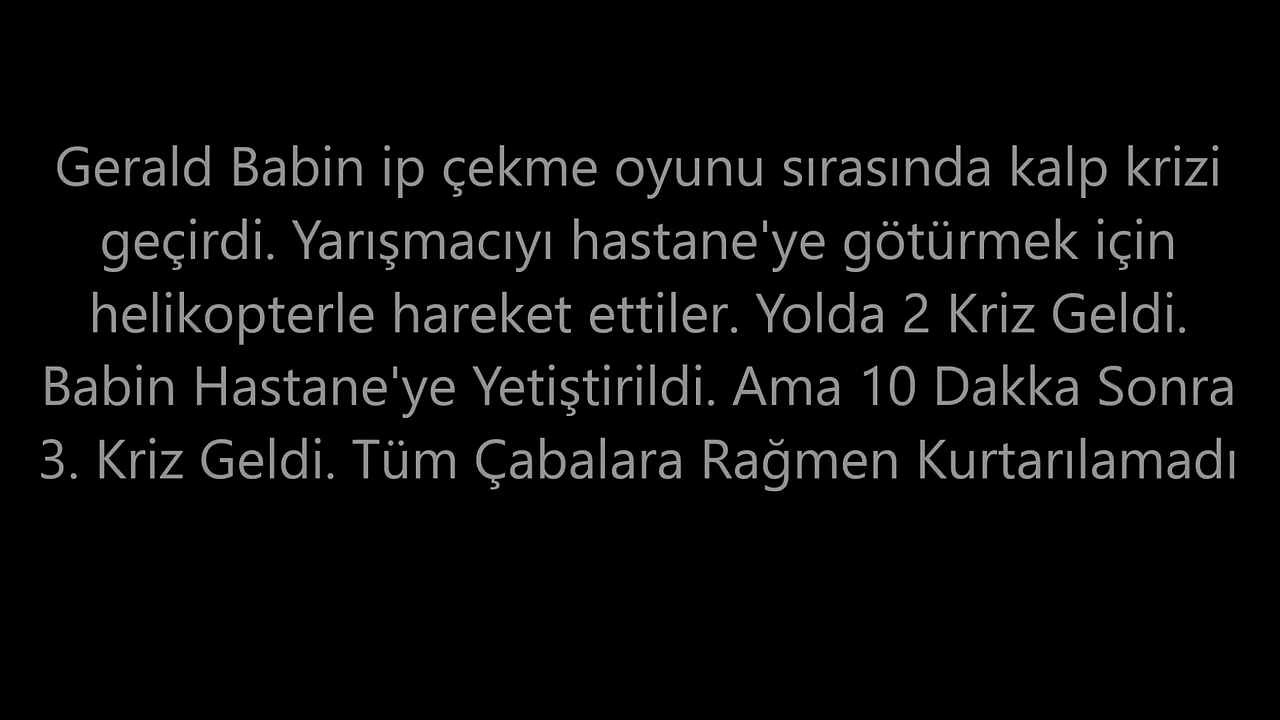 Gerald Babin ip çekme oyunu sırasında kalp krizi
geçirdi. Yarışmacıyı hastane'ye götürmek için
helikopterle hareket ettiler. Yolda 2 Kriz Geldi.
Babin Hastane'ye Yetiştirildi. Ama 10 Dakka Sonra
3. Kriz Geldi. Tüm Çabalara Rağmen Kurtarılamadı